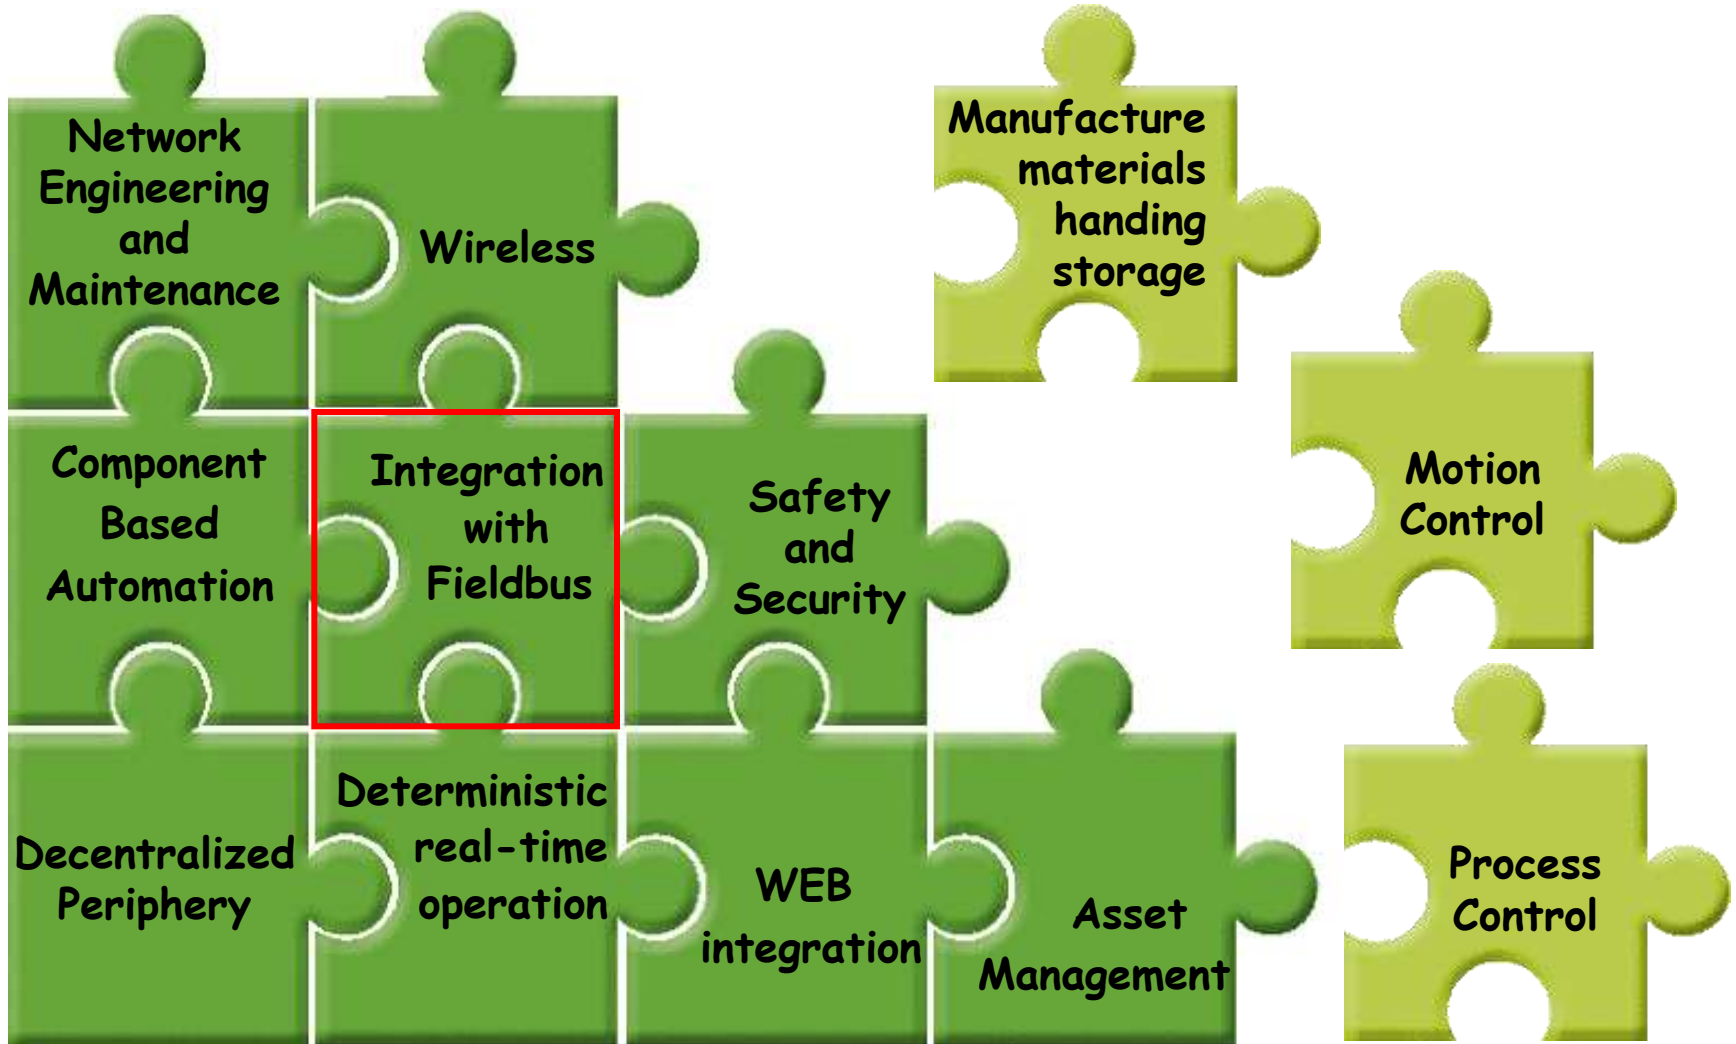 Network
Engineering
and
Maintenance
Wireless
Manufacture
materials
handing
storage
Component
Based
Automation
Integration
with
Fieldbus
Safety
and
Security
Motion
Control
Decentralized
Periphery
Deterministic
real-time
operation
WEB
integration
Asset
Management
Process
Control